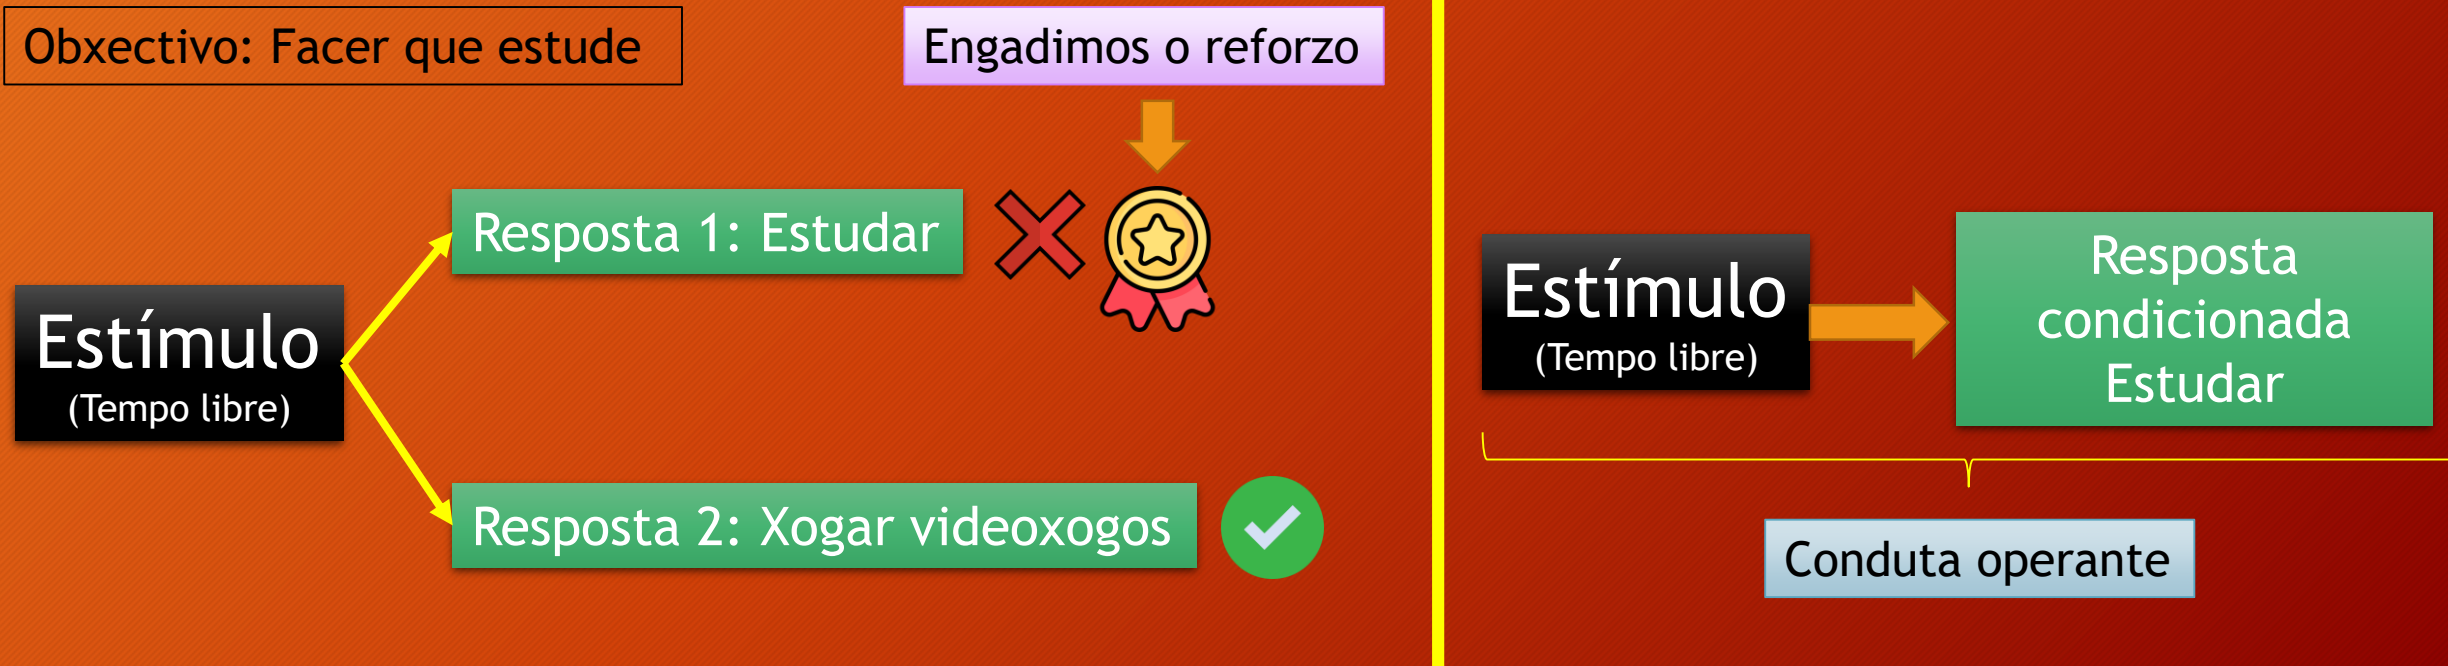 Obxectivo: Facer que estude
Engadimos o reforzo
Resposta 1: Estudar
Estímulo
(Tempo libre)
Resposta 2: Xogar videoxogos
Estímulo
(Tempo libre)
Resposta
condicionada
Estudar
Conduta operante